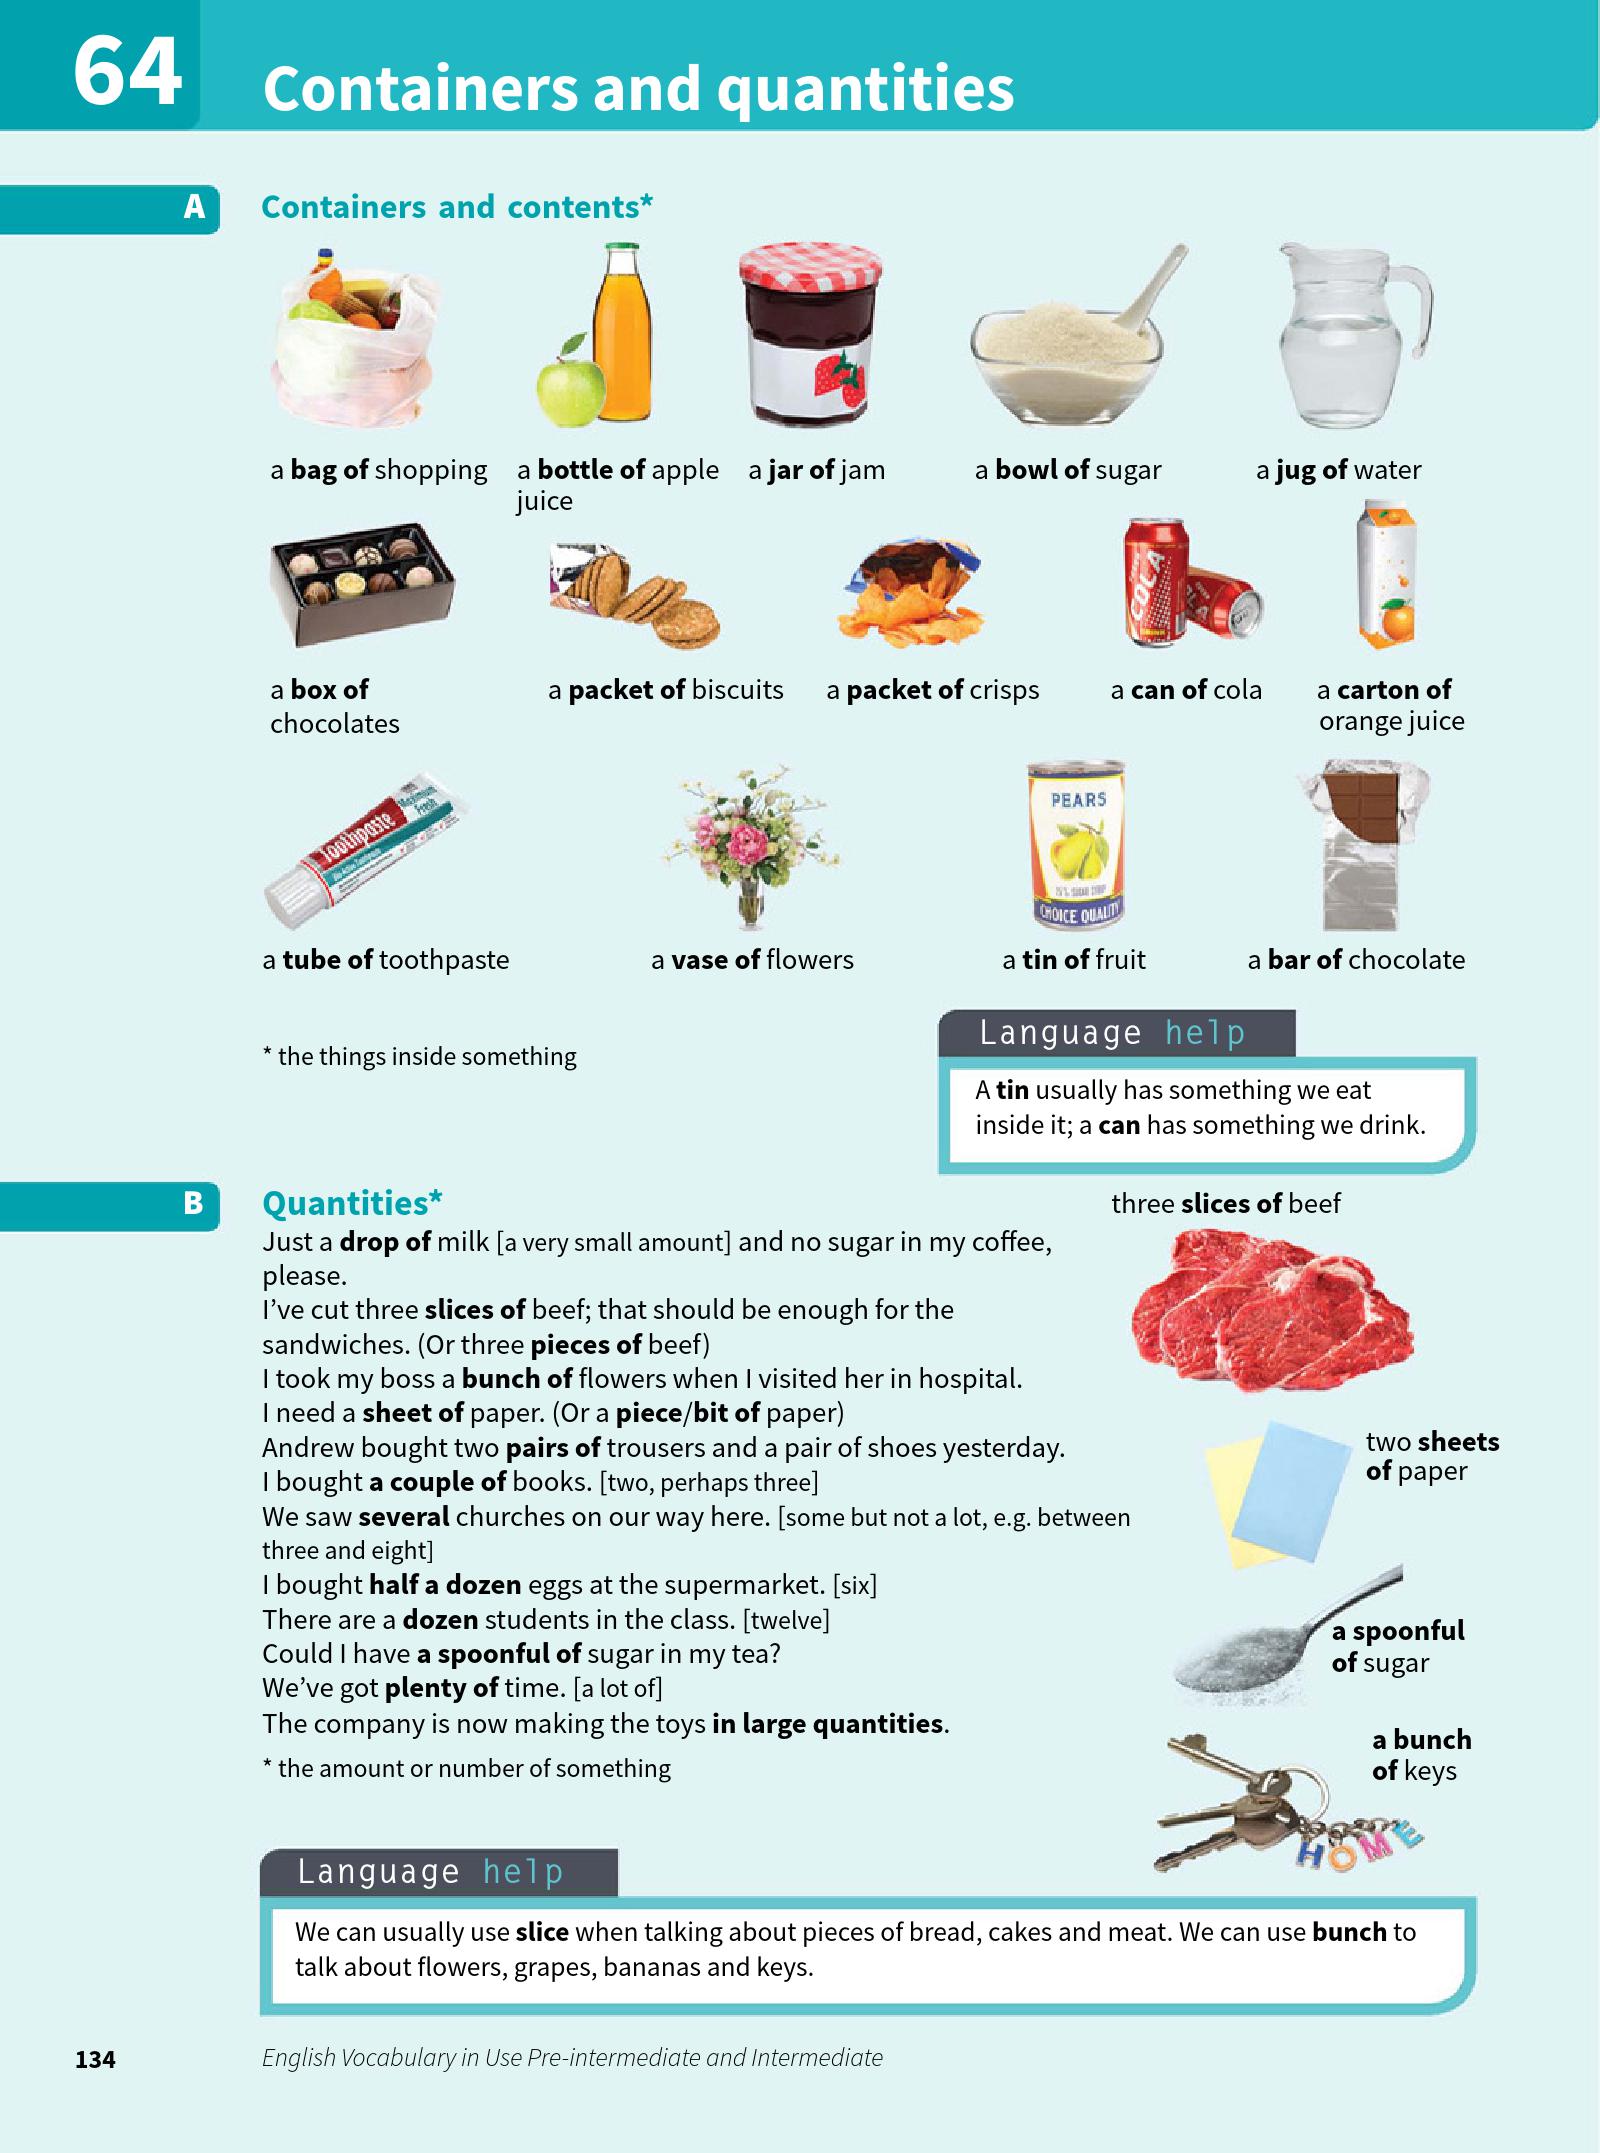 64
Containers and quantities
A
Containers and contents*
a bag of shopping
a bottle of apple
juice
a jar of jam
a bowl of sugar
a jug of water
COLA
a box of
chocolates
a packet of biscuits
a packet of crisps
a can of cola
a carton of
orange juice
Toothpaste
Maximum
Fresh
PEARS
CHOICE QUALITY
a tube of toothpaste
a vase of flowers
a tin of fruit
a bar of chocolate
* the things inside something
Language help
A tin usually has something we eat
inside it; a can has something we drink.
B
Quantities*
Just a drop of milk [a very small amount] and no sugar in my coffee,
please.
I've cut three slices of beef; that should be enough for the
sandwiches. (Or three pieces of beef)
I took my boss a bunch of flowers when I visited her in hospital.
I need a sheet of paper. (Or a piece/bit of paper)
Andrew bought two pairs of trousers and a pair of shoes yesterday.
I bought a couple of books. [two, perhaps three]
We saw several churches on our way here. [some but not a lot, e.g. between
three and eight]
I bought half a dozen eggs at the supermarket. [six]
There are a dozen students in the class. [twelve]
Could I have a spoonful of sugar in my tea?
We've got plenty of time. [a lot of]
The company is now making the toys in large quantities.
* the amount or number of something
three slices of beef
two sheets
of paper
a spoonful
of sugar
a bunch
of keys
HOME
Language help
We can usually use slice when talking about pieces of bread, cakes and meat. We can use bunch to
talk about flowers, grapes, bananas and keys.
134
English Vocabulary in Use Pre-intermediate and Intermediate